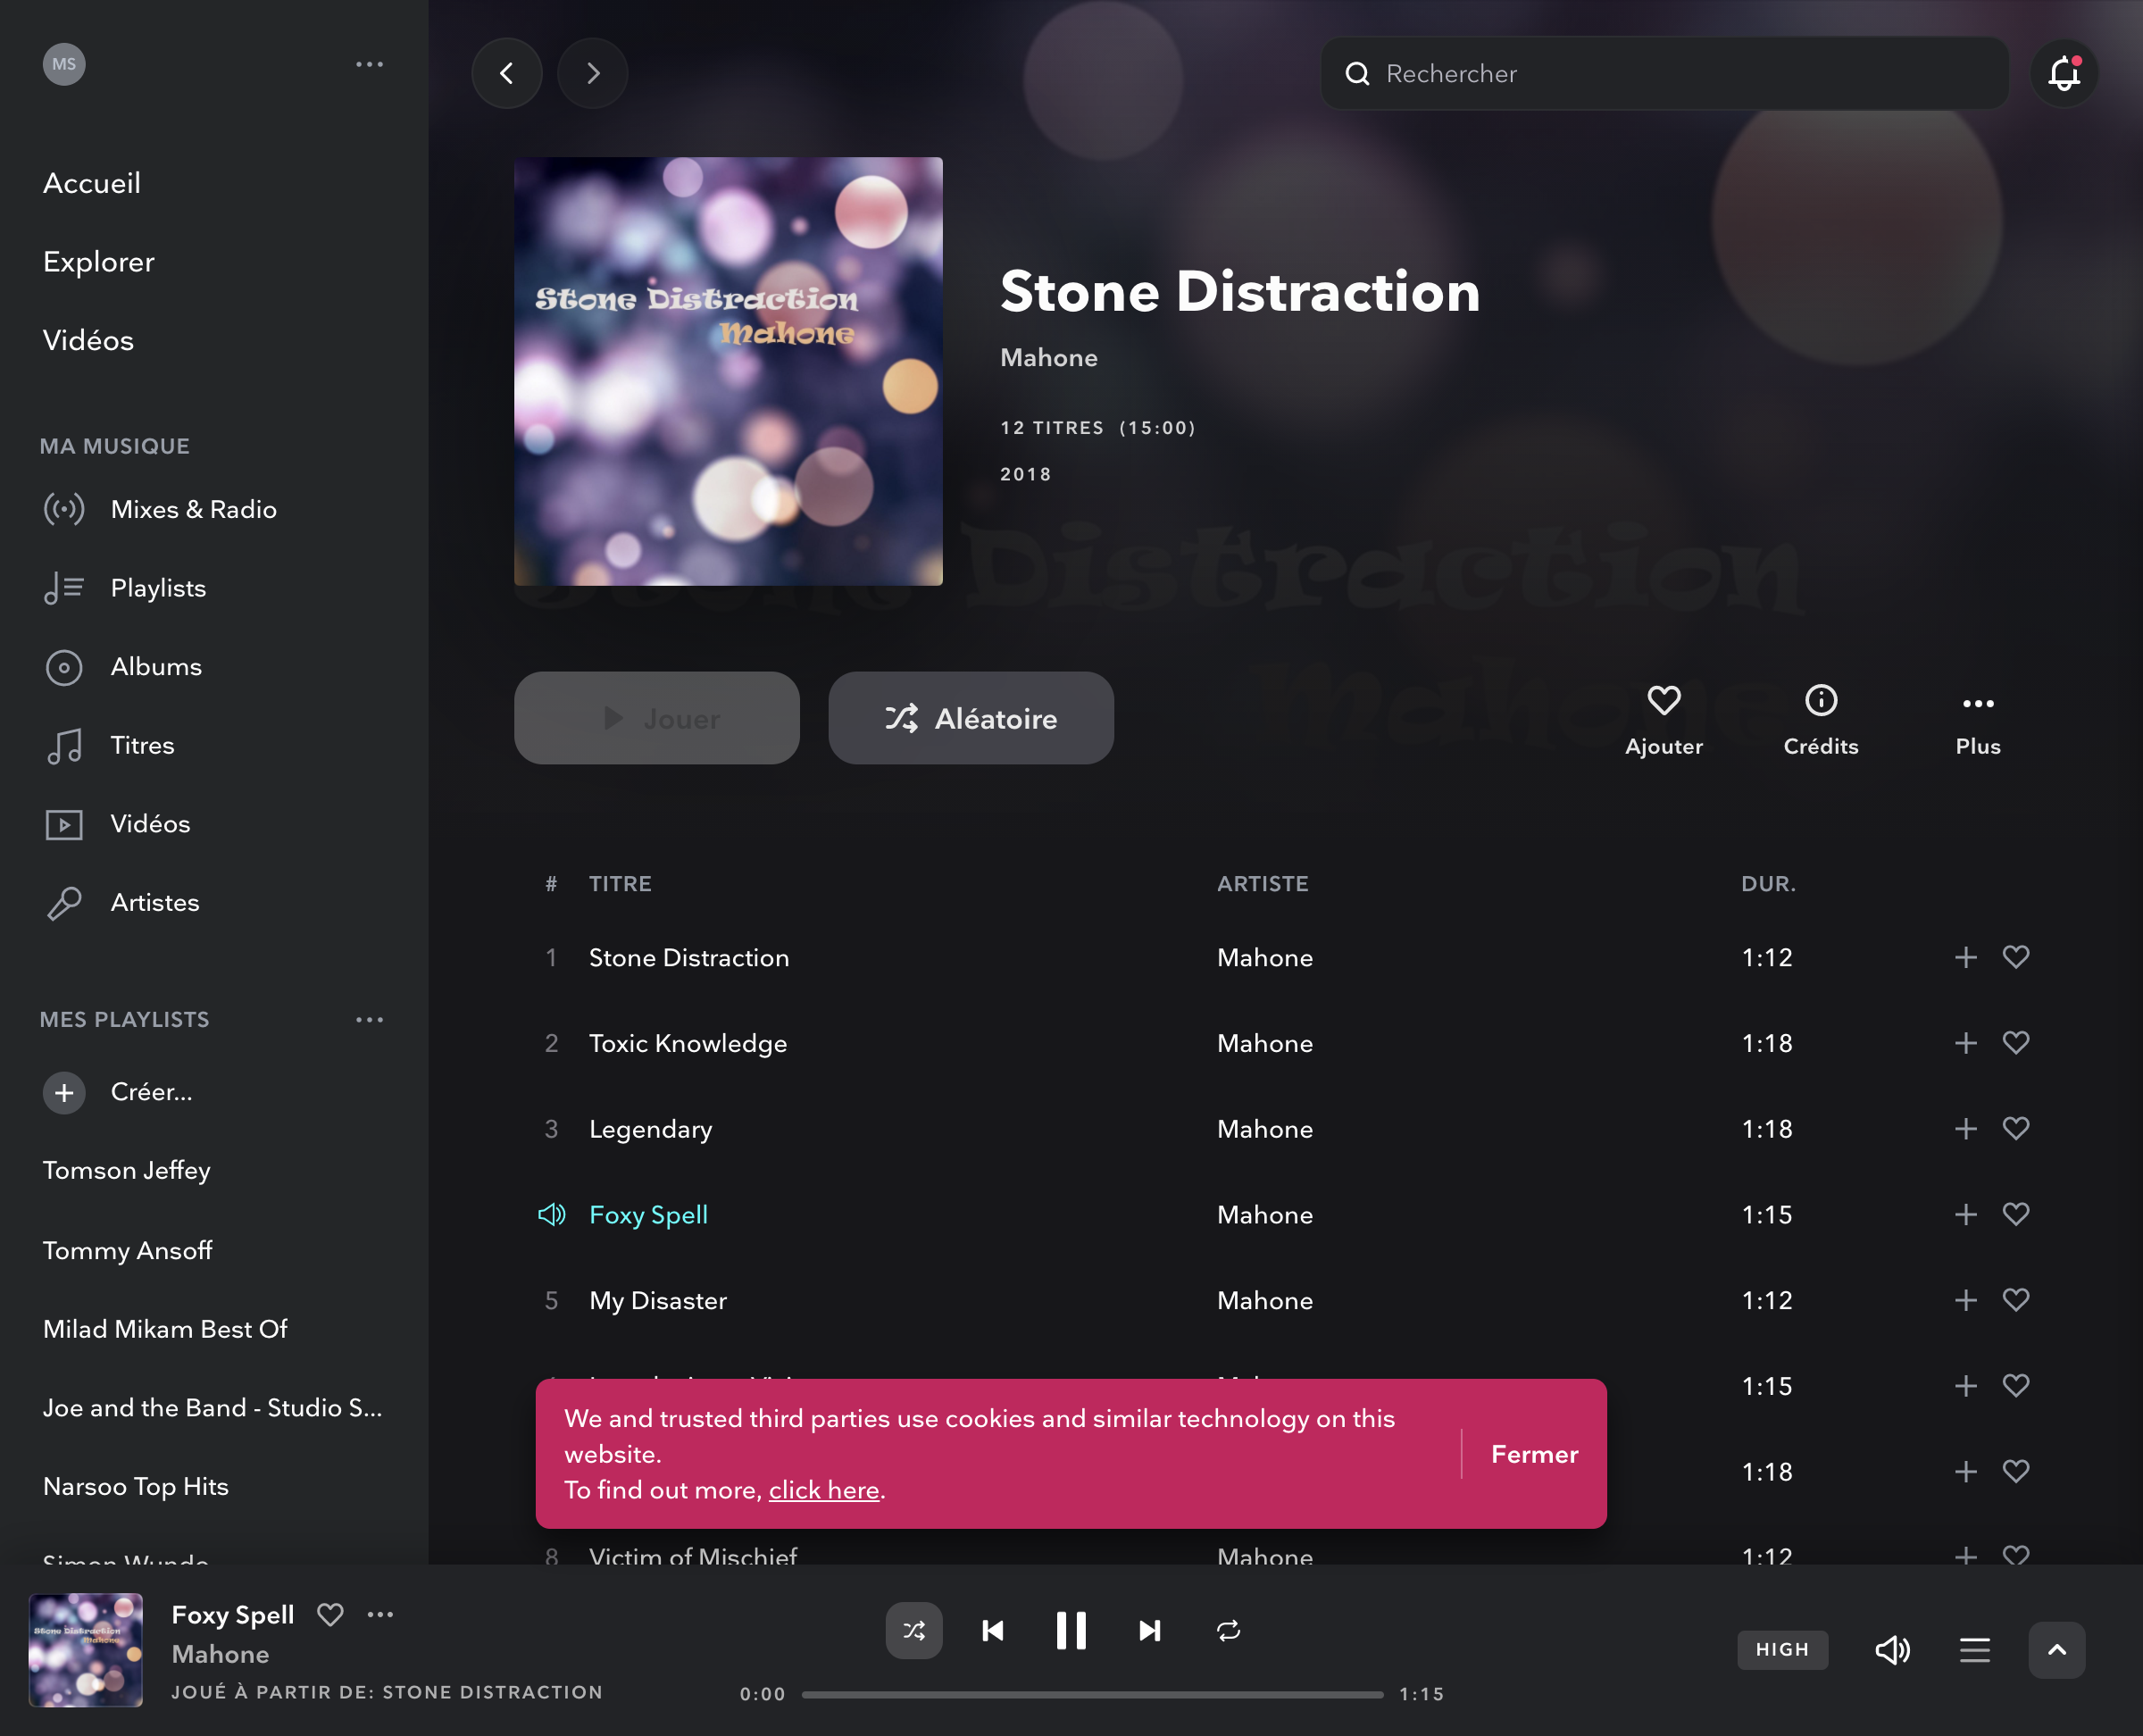 MS
Accueil
Explorer
Vidéos
MA MUSIQUE
Mixes & Radio
Playlists
Albums
Titres
Vidéos
Artistes
MES PLAYLISTS
Créer...
Tomson Jeffey
Tommy Ansoff
Milad Mikam Best Of
Joe and the Band - Studio S...
Narsoo Top Hits
Rechercher
Stone Distraction
Mahone
Stone Distraction
Mahone
12 TITRES (15:00)
2018
Distraction
Mahone
Jouer
Aléatoire
Ajouter
Crédits
Plus
# TITRE ARTISTE DUR.
1 Stone Distraction Mahone 1:12
2 Toxic Knowledge Mahone 1:18
3 Legendary Mahone 1:18
Foxy Spell Mahone 1:15
5 My Disaster Mahone 1:12
1:15
1:18
8 Victim of Mischief Mahone 1:12
We and trusted third parties use cookies and similar technology on this
website.
To find out more, click here.
Fermer
Stone Distraction
Mahone
Foxy Spell
Mahone
JOUÉ À PARTIR DE: STONE DISTRACTION
0:00
1:15
HIGH